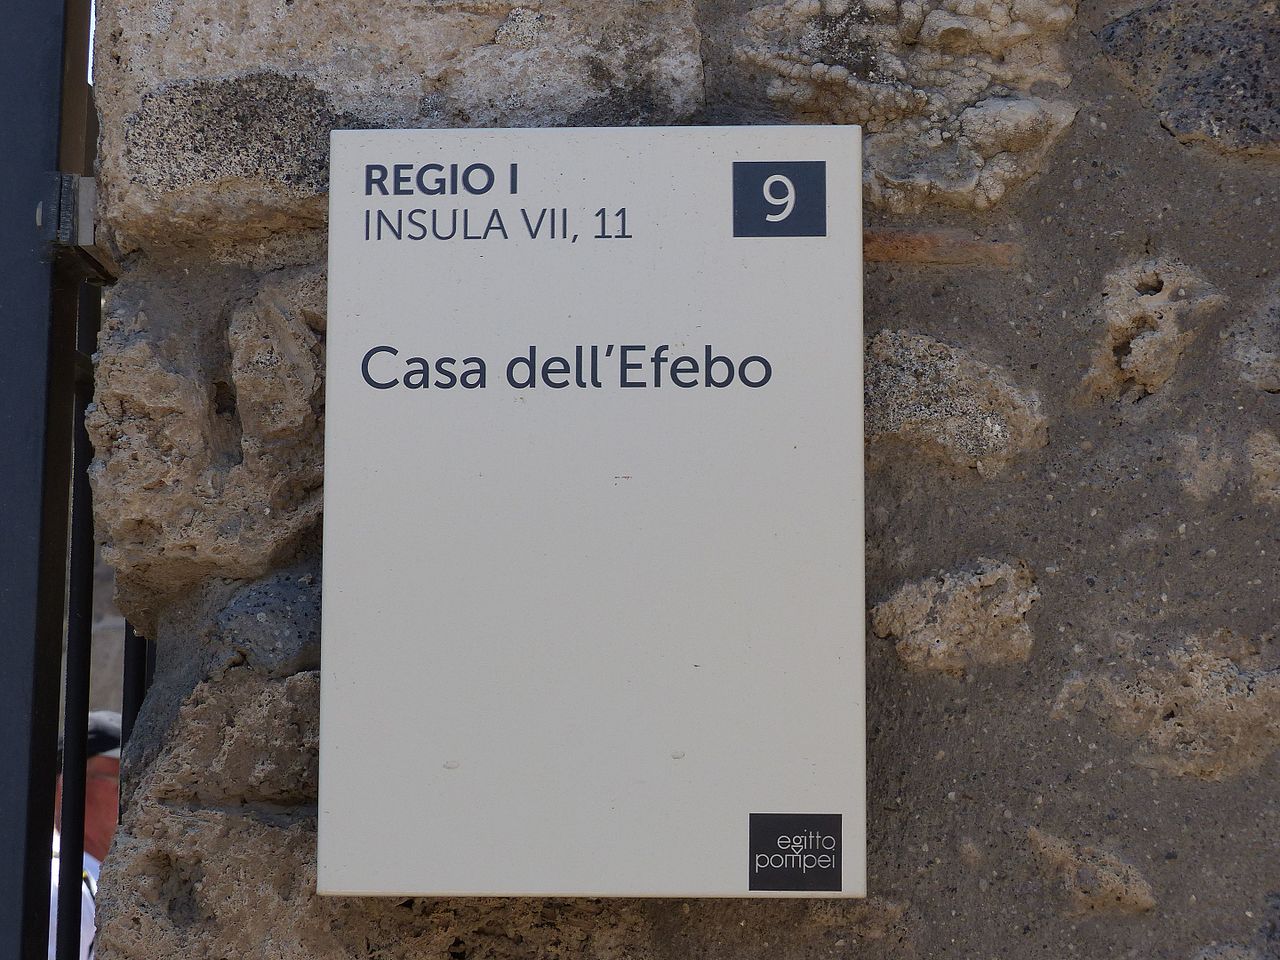 REGIO I
INSULA VII, 11
9
Casa dell'Efebo
egitto
pompei